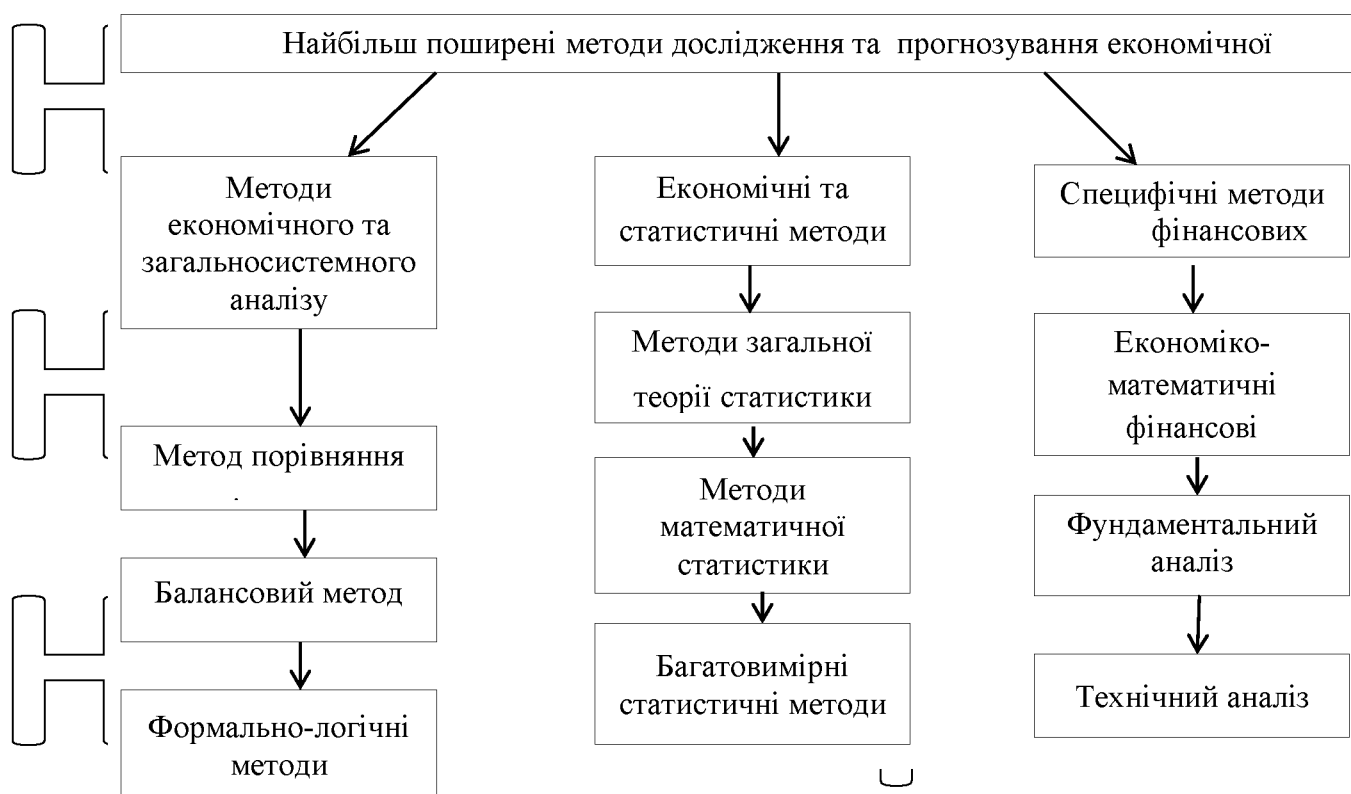 Найбільш поширені методи дослідження та прогнозування економічної
Методи
економічного та
загальносистемного
аналізу
Метод порівняння
.
Балансовий метод
Формально-логічні
методи
Економічні та
статистичні методи
Методи загальної
теорії статистики
Методи
математичної
статистики
Багатовимірні
статистичні методи
Специфічні методи
фінансових
Економіко-
математичні
фінансові
Фундаментальний
аналіз
Технічний аналіз